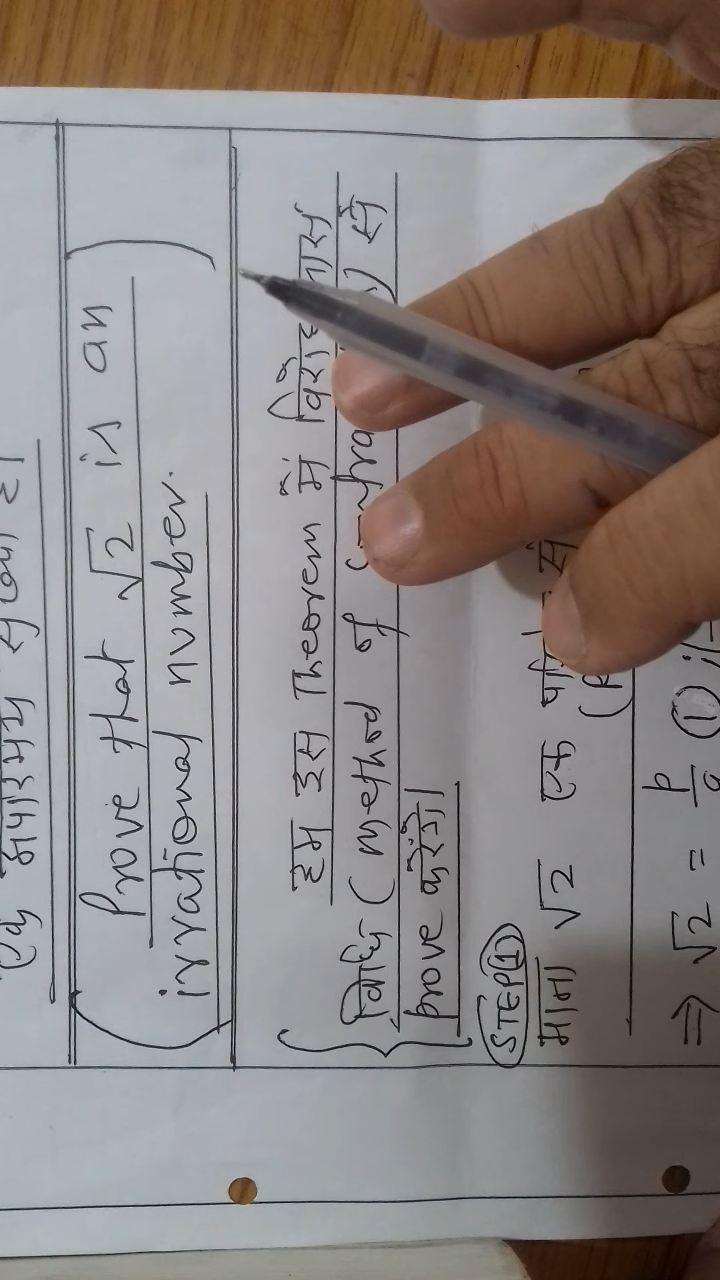 एक अपरिमेय संख्या है।
Prove that √2 is an
irrational number.
हम इस Theorem में विरोधाभास
विधि (method of से
prove करेंगे।
STEP 1
माना √2 एक
⇒ √2 = p